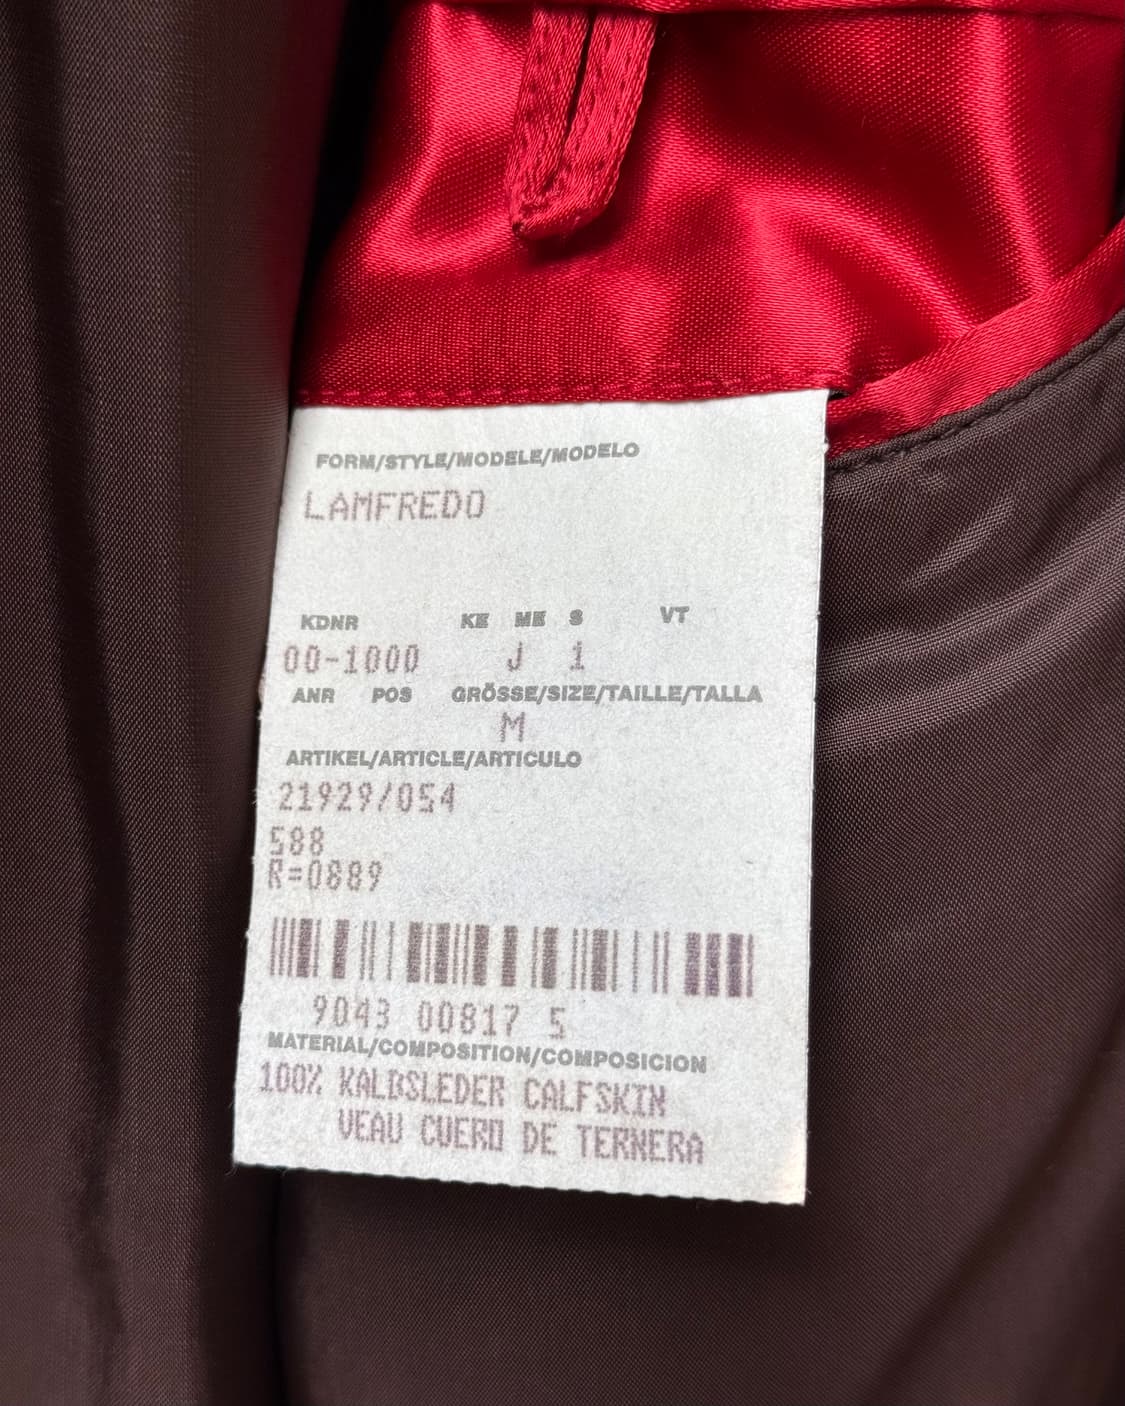 FORM/STYLE/MODELE/MODELO
LAMFREDO
KDNR KE ME S VT
00-1000 J 1
ANR POS GRÖSSE/SIZE/TAILLE/TALLA
M
ARTIKEL/ARTICLE/ARTICULO
21929/054
588
R=0889
9043 00817 5
MATERIAL/COMPOSITION/COMPOSICION
100% KALBSLEDER CALFSKIN
VEAU CUERO DE TERNERA